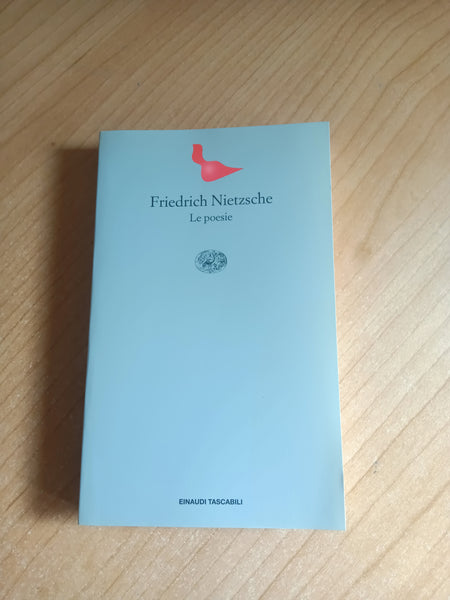 Friedrich Nietzsche
Le poesie
EINAUDI TASCABILI